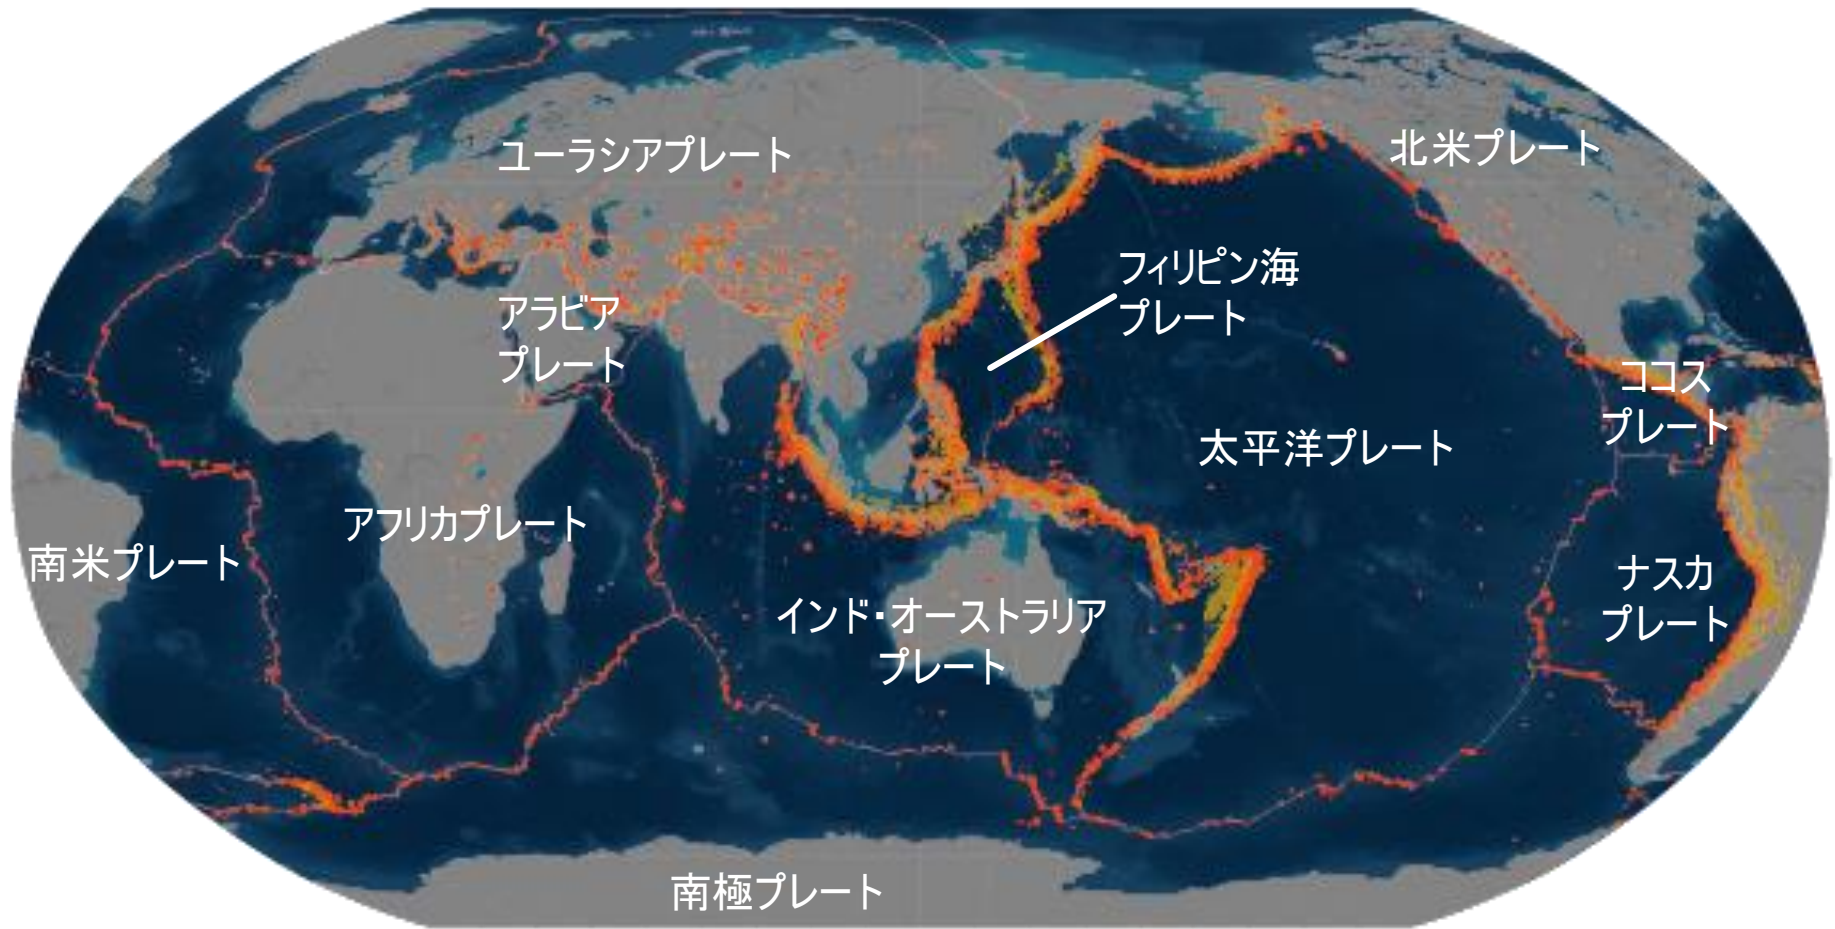 ユーラシアプレート
北米プレート
フィリピン海
プレート
アラビア
プレート
ココス
プレート
太平洋プレート
アフリカプレート
南米プレート
ナスカ
プレート
インド・オーストラリア
プレート
南極プレート